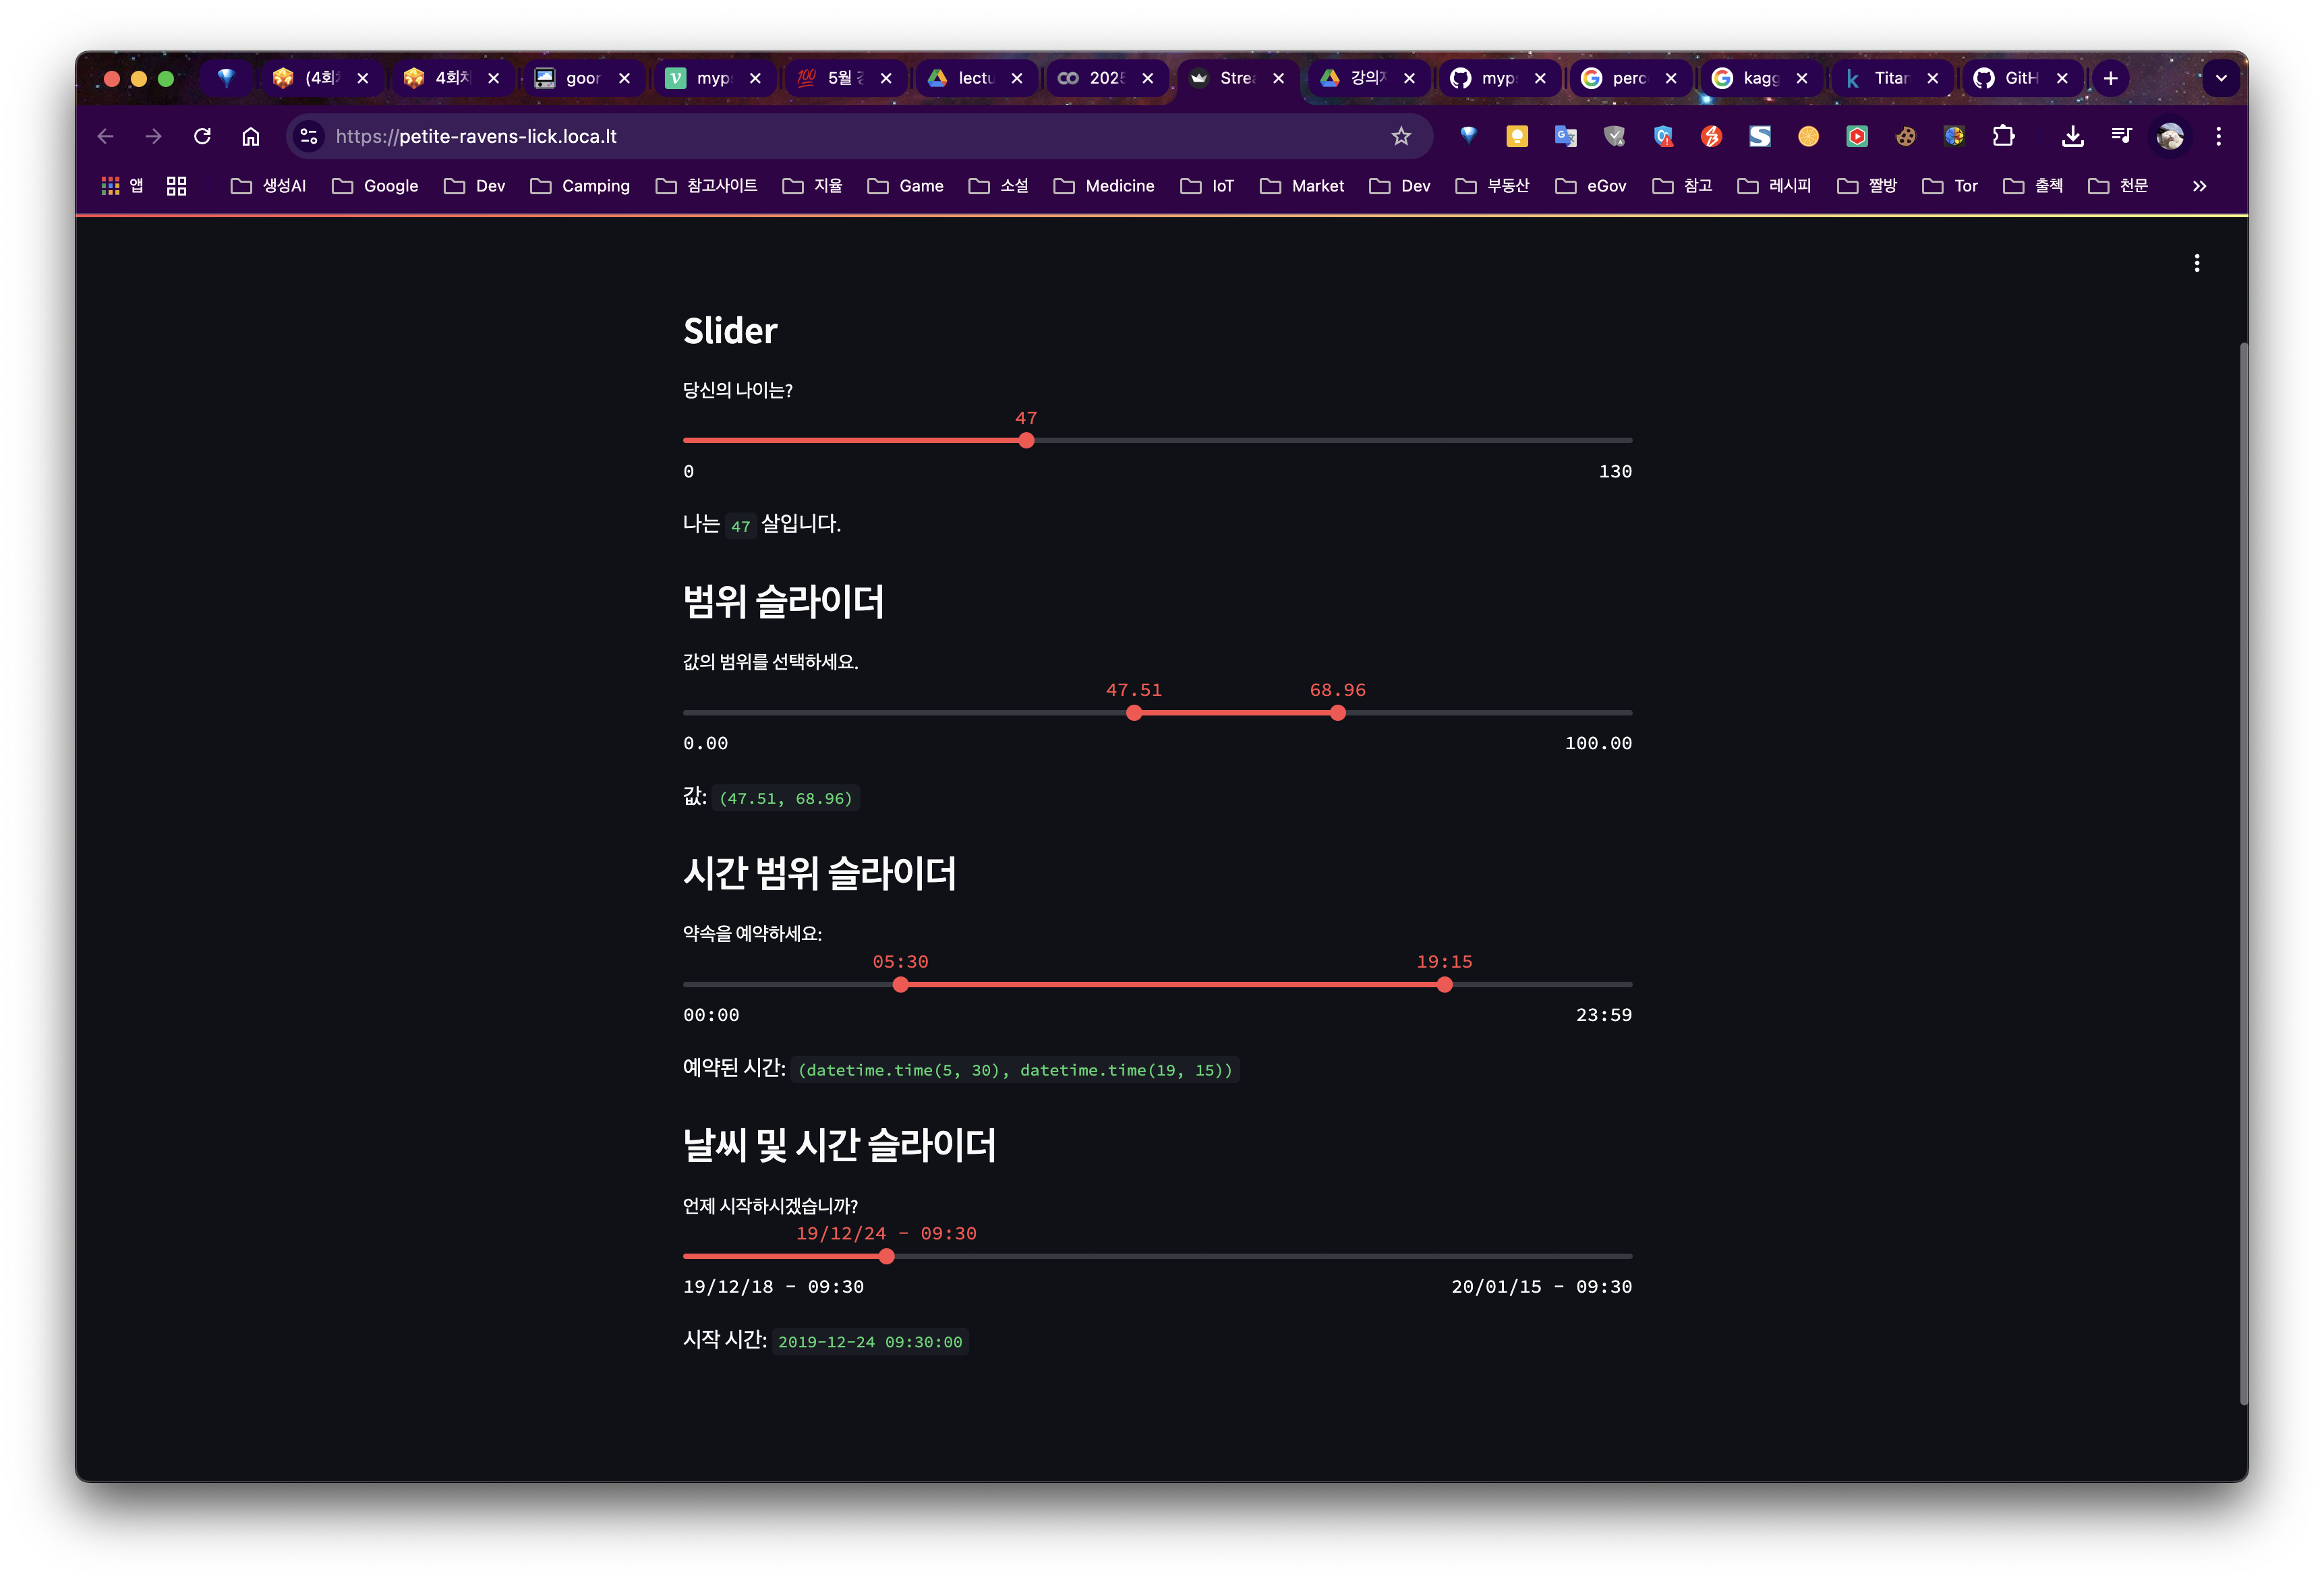 (4회차
4회차
goor
myps
5월 강
lectu
2025
Strea
강의자
myps
perc
kagg
Titan
GitH
https://petite-ravens-lick.loca.lt
앱
생성AI
Google
Dev
Camping
참고사이트
지율
Game
소설
Medicine
IoT
Market
Dev
부동산
eGov
참고
레시피
짤방
Tor
출첵
천문
Slider
당신의 나이는?
47
0
130
나는 47 살입니다.
범위 슬라이더
값의 범위를 선택하세요.
47.51
68.96
0.00
100.00
값: (47.51, 68.96)
시간 범위 슬라이더
약속을 예약하세요:
05:30
19:15
00:00
23:59
예약된 시간: (datetime.time(5, 30), datetime.time(19, 15))
날씨 및 시간 슬라이더
언제 시작하시겠습니까?
19/12/24 - 09:30
19/12/18 - 09:30
20/01/15 - 09:30
시작 시간: 2019-12-24 09:30:00